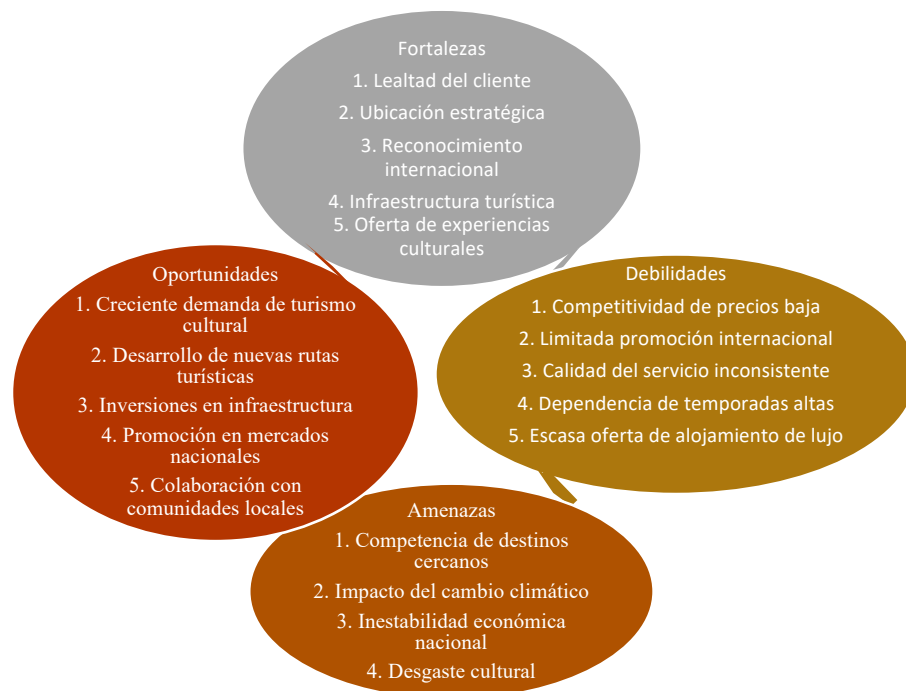 Fortalezas
1. Lealtad del cliente
2. Ubicación estratégica
3. Reconocimiento
internacional
4. Infraestructura turística
5. Oferta de experiencias
culturales
Oportunidades
1. Creciente demanda de turismo
cultural
2. Desarrollo de nuevas rutas
turísticas
3. Inversiones en infraestructura
4. Promoción en mercados
nacionales
5. Colaboración con
comunidades locales
Debilidades
1. Competitividad de precios baja
2. Limitada promoción internacional
3. Calidad del servicio inconsistente
4. Dependencia de temporadas altas
5. Escasa oferta de alojamiento de lujo
Amenazas
1. Competencia de destinos
cercanos
2. Impacto del cambio climático
3. Inestabilidad económica
nacional
4. Desgaste cultural